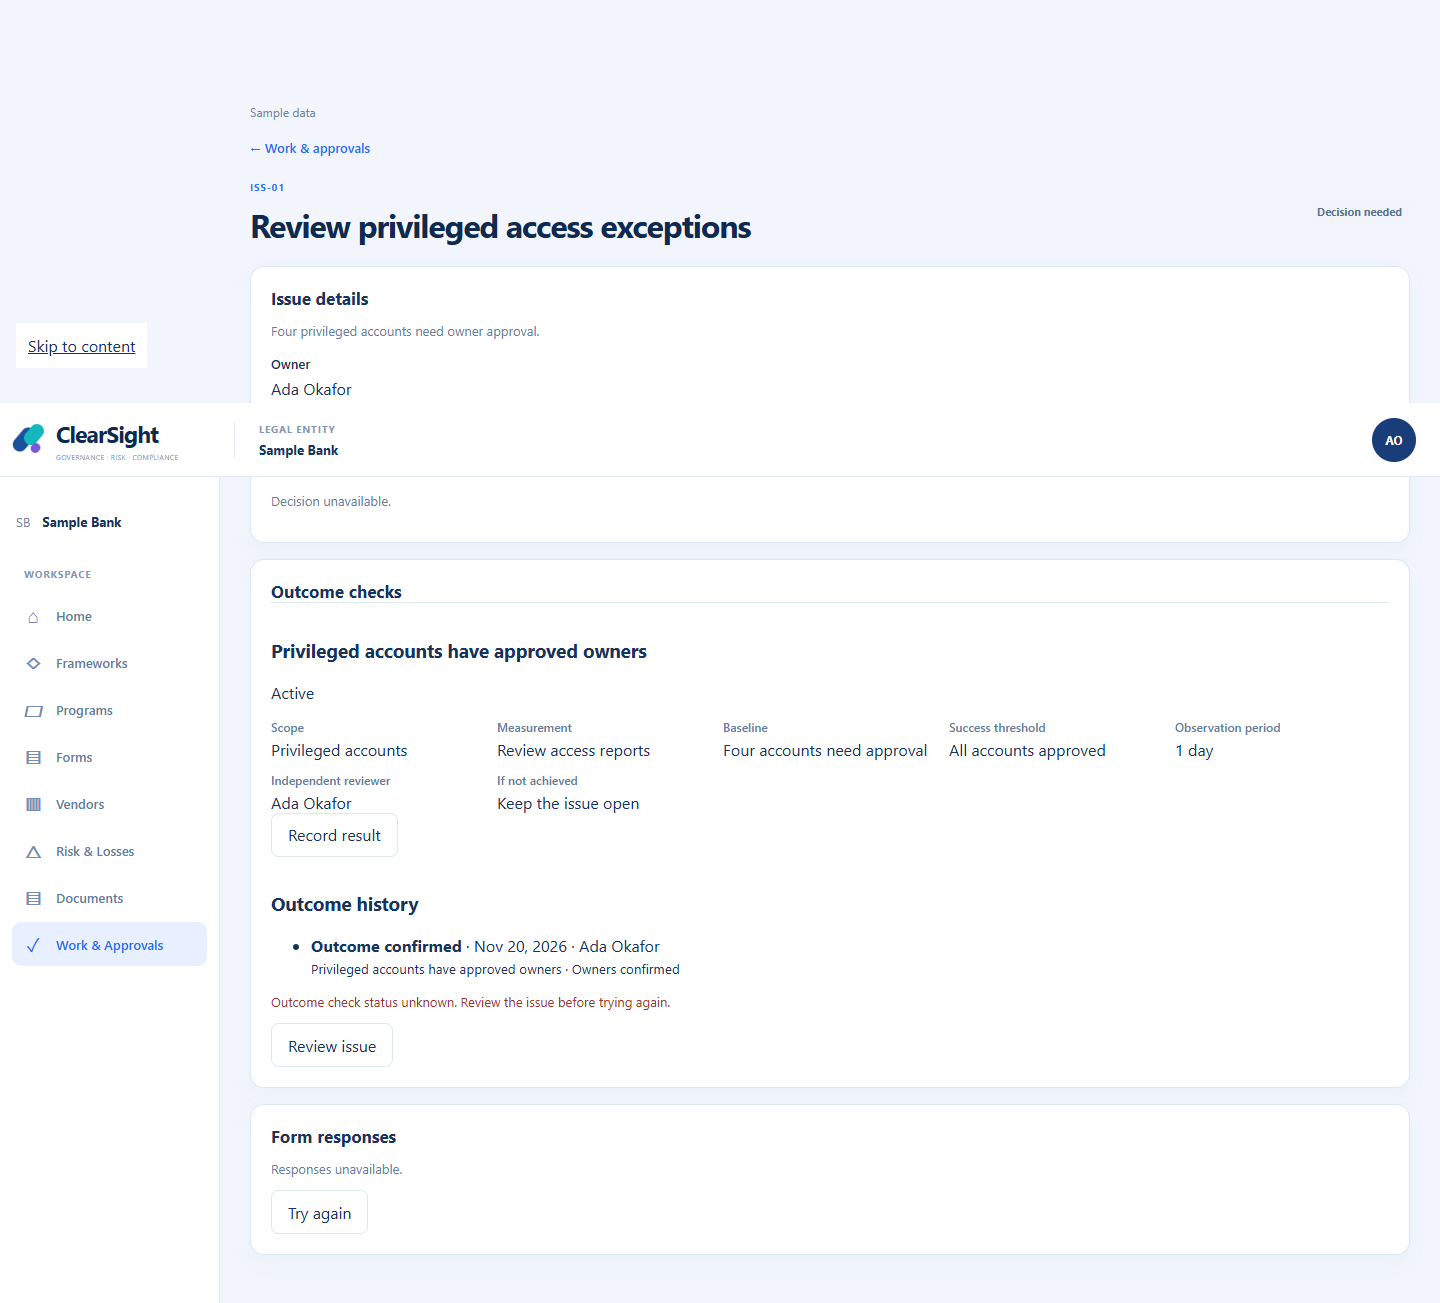 Sample data
← Work & approvals
ISS-01
Review privileged access exceptions
Decision needed
Issue details
Four privileged accounts need owner approval.
Owner
Ada Okafor
Skip to content
ClearSight
GOVERNANCE · RISK · COMPLIANCE
LEGAL ENTITY
Sample Bank
AO
Decision unavailable.
SB Sample Bank
WORKSPACE
Home
Frameworks
Programs
Forms
Vendors
Risk & Losses
Documents
Work & Approvals
Outcome checks
Privileged accounts have approved owners
Active
Scope
Privileged accounts
Measurement
Review access reports
Baseline
Four accounts need approval
Success threshold
All accounts approved
Observation period
1 day
Independent reviewer
Ada Okafor
If not achieved
Keep the issue open
Record result
Outcome history
• Outcome confirmed · Nov 20, 2026 · Ada Okafor
Privileged accounts have approved owners · Owners confirmed
Outcome check status unknown. Review the issue before trying again.
Review issue
Form responses
Responses unavailable.
Try again